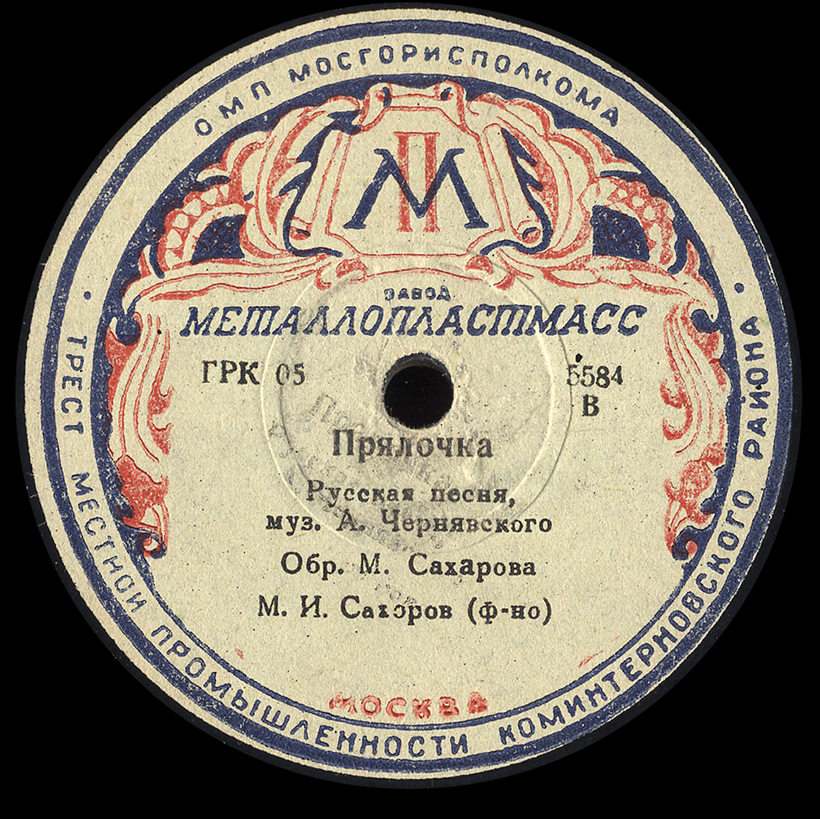 ОМП МОСГОРИСПОЛКОМА
МП
ЗАВОД
МЕТАЛЛОПЛАСТМАСС
ГРК 05
5584
В
Прялочка
Русская песня,
муз. А. Чернявского
Обр. М. Сахарова
М. И. Сахоров (ф-но)
МОСКВА
ТРЕСТ МЕСТНОЙ ПРОМЫШЛЕННОСТИ КОМИНТЕРНОВСКОГО РАЙОНА